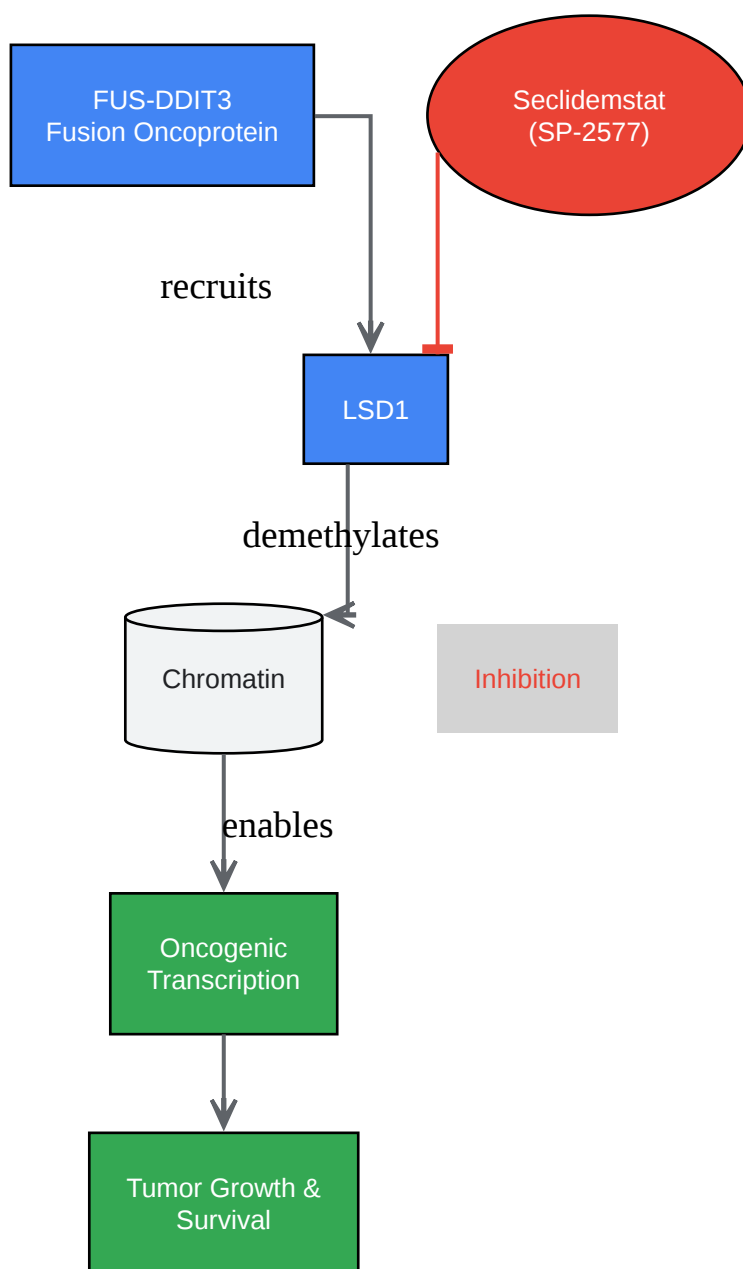 FUS-DDIT3
Fusion Oncoprotein
Seclidemstat
(SP-2577)
recruits
LSD1
demethylates
Chromatin
Inhibition
enables
Oncogenic
Transcription
Tumor Growth &
Survival